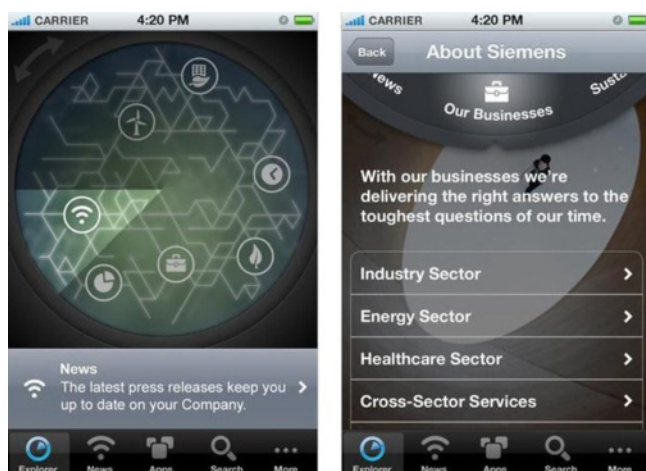 CARRIER 4:20 PM
News
The latest press releases keep you
up to date on your Company.
Explorer News Apps Search More
CARRIER 4:20 PM
Back About Siemens
News Our Businesses
With our businesses we're
delivering the right answers to the
toughest questions of our time.
Industry Sector
Energy Sector
Healthcare Sector
Cross-Sector Services
Explorer News Apps Search More